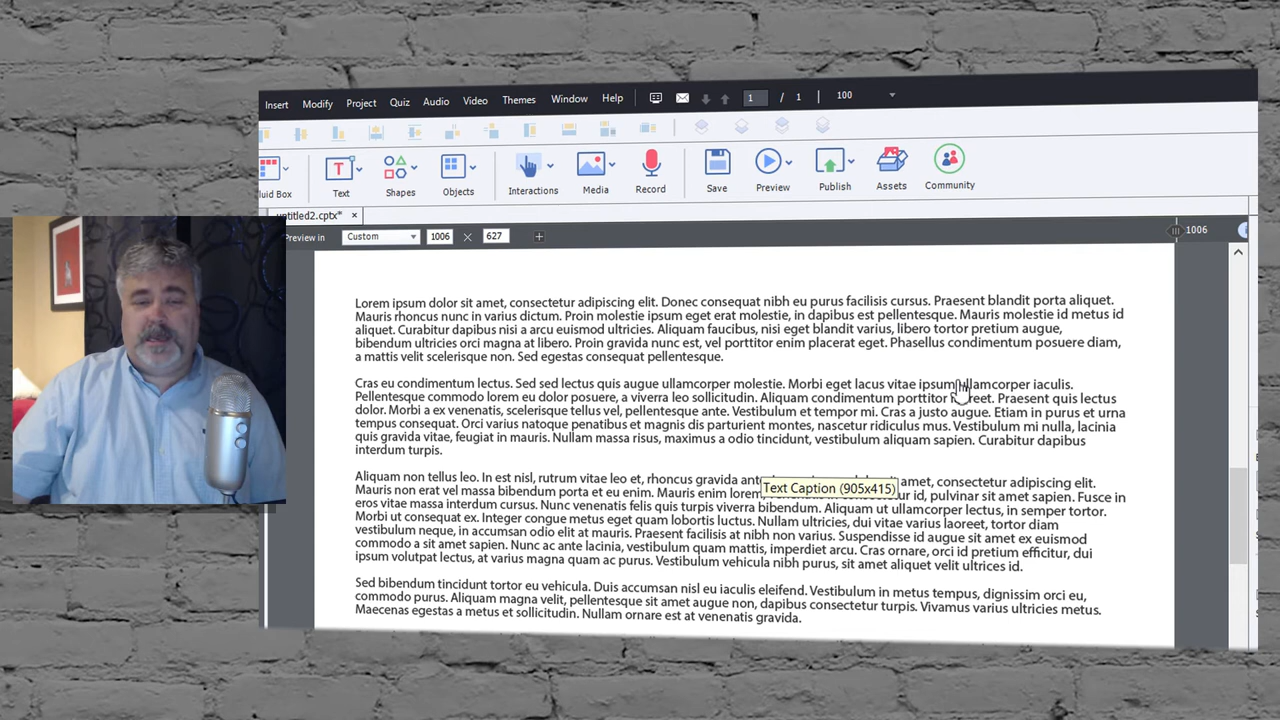 Insert Modify Project Quiz Audio Video Themes Window Help 1 / 1 100
luid Box Text Shapes Objects Interactions Media Record Save Preview Publish Assets Community
untitled2.cptx* ×
Preview in Custom 1006 627 1006
Lorem ipsum dolor sit amet, consectetur adipiscing elit. Donec consequat nibh eu purus facilisis cursus. Praesent blandit porta aliquet.
Mauris rhoncus nunc in varius dictum. Proin molestie ipsum eget erat molestie, in dapibus est pellentesque. Mauris molestie id metus id
aliquet. Curabitur dapibus nisi a arcu euismod ultricies. Aliquam faucibus, nisi eget blandit varius, libero tortor pretium augue,
bibendum ultricies orci magna at libero. Proin gravida nunc est, vel porttitor enim placerat eget. Phasellus condimentum posuere diam,
a mattis velit scelerisque non. Sed egestas consequat pellentesque.
Cras eu condimentum lectus. Sed sed lectus quis augue ullamcorper molestie. Morbi eget lacus vitae ipsum ullamcorper iaculis.
Pellentesque commodo lorem eu dolor posuere, a viverra leo sollicitudin. Aliquam condimentum porttitor Praesent quis lectus
dolor. Morbi a ex venenatis, scelerisque tellus vel, pellentesque ante. Vestibulum et tempor mi. Cras a justo augue. Etiam in purus et urna
tempus consequat. Orci varius natoque penatibus et magnis dis parturient montes, nascetur ridiculus mus. Vestibulum mi nulla, lacinia
quis gravida vitae, feugiat in mauris. Nullam massa risus, maximus a odio tincidunt, vestibulum aliquam sapien. Curabitur dapibus
interdum turpis.
Aliquam non tellus leo. In est nisl, rutrum vitae leo et, rhoncus gravida amet, consectetur adipiscing elit.
Text Caption (905x415)
Mauris non erat vel massa bibendum porta et eu enim. Mauris enim lorem, id, pulvinar sit amet sapien. Fusce in
eros vitae massa interdum cursus. Nunc venenatis felis quis turpis viverra bibendum. Aliquam ut ullamcorper lectus, in semper tortor.
Morbi ut consequat ex. Integer congue metus eget quam lobortis luctus. Nullam ultricies, dui vitae varius laoreet, tortor diam
vestibulum neque, in accumsan odio elit at mauris. Praesent facilisis at nibh non varius. Suspendisse id augue sit amet ex euismod
commodo a sit amet sapien. Nunc ac ante lacinia, vestibulum quam mattis, imperdiet arcu. Cras ornare, orci id pretium efficitur, dui
ipsum volutpat lectus, at varius magna quam ac purus. Vestibulum vehicula nibh purus, sit amet aliquet velit ultrices id.
Sed bibendum tincidunt tortor eu vehicula. Duis accumsan nisl eu iaculis eleifend. Vestibulum in metus tempus, dignissim orci eu,
commodo purus. Aliquam magna velit, pellentesque sit amet augue non, dapibus consectetur turpis. Vivamus varius ultricies metus.
Maecenas egestas a metus et sollicitudin. Nullam ornare est at venenatis gravida.